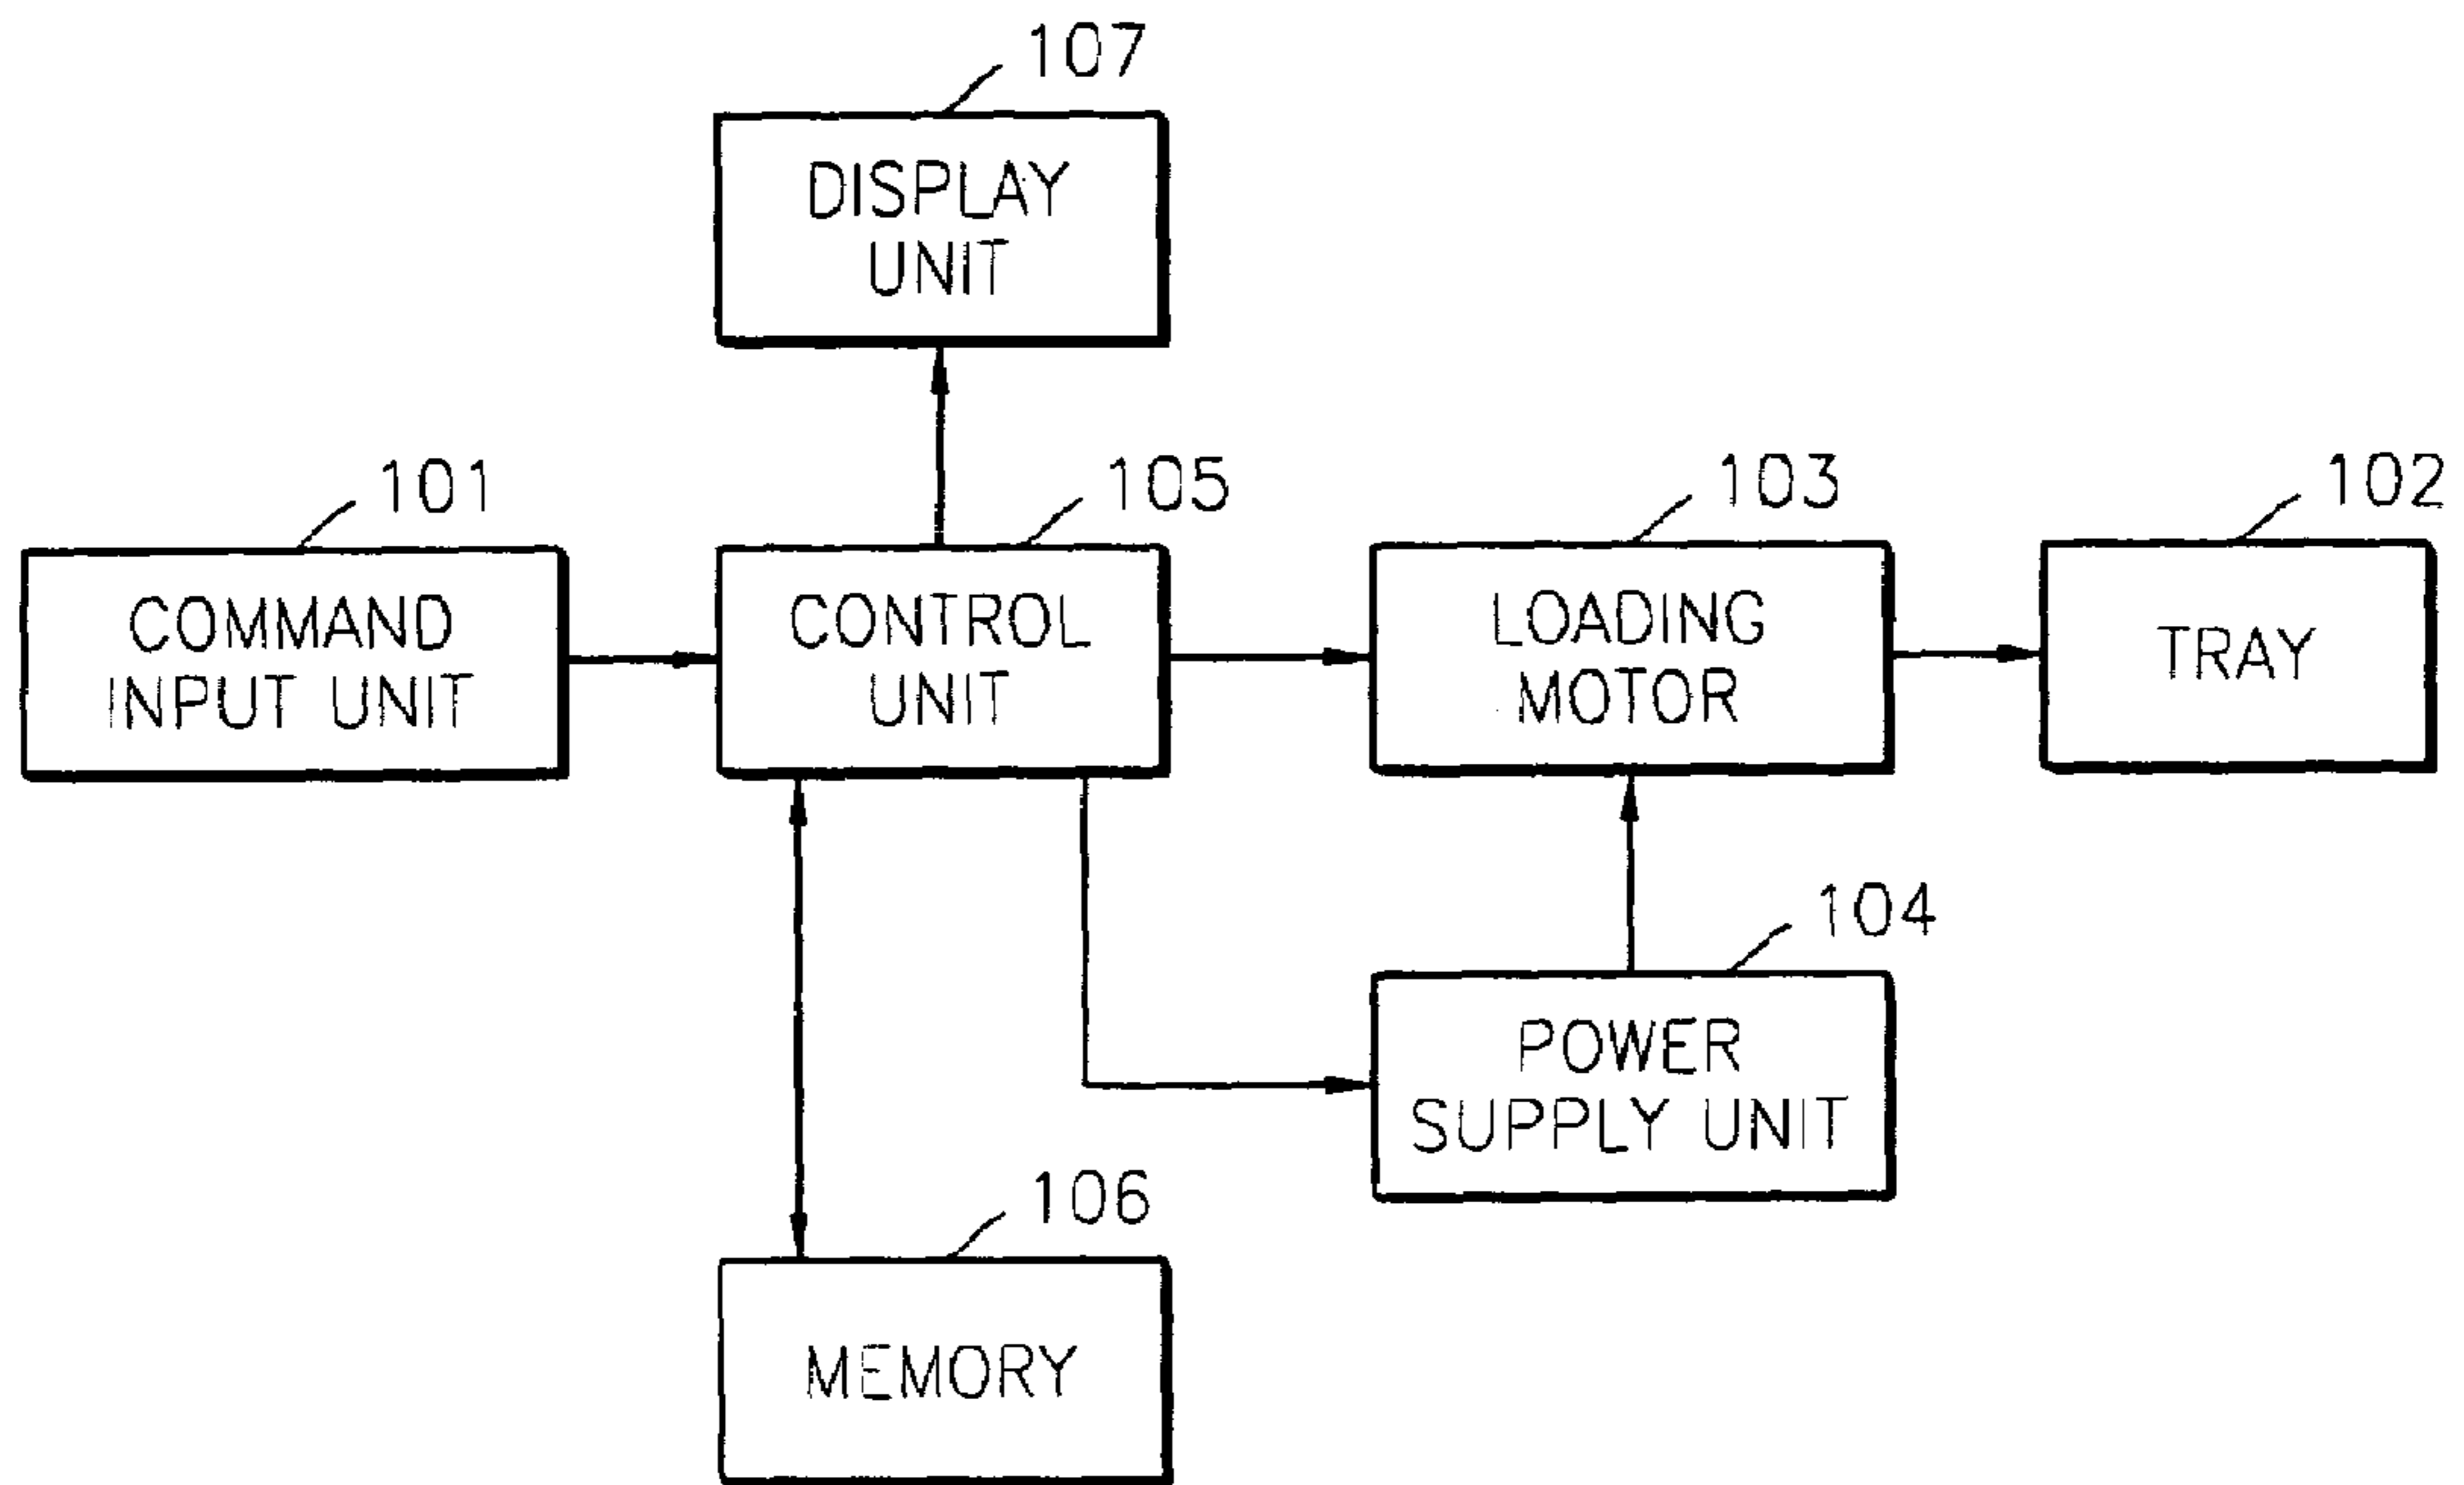 107
DISPLAY
UNIT
101
105
103
102
COMMAND
INPUT UNIT
CONTROL
UNIT
LOADING
MOTOR
TRAY
104
POWER
SUPPLY UNIT
106
MEMORY